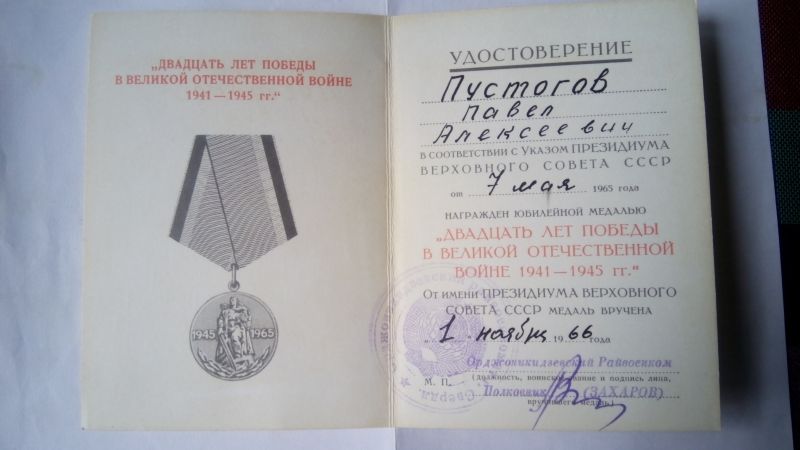 „ДВАДЦАТЬ ЛЕТ ПОБЕДЫ
В ВЕЛИКОЙ ОТЕЧЕСТВЕННОЙ ВОЙНЕ
1941 — 1945 гг.“
1945 1965
УДОСТОВЕРЕНИЕ
Пустогов
Павел
Алексеевич
В СООТВЕТСТВИИ С УКАЗОМ ПРЕЗИДИУМА
ВЕРХОВНОГО СОВЕТА СССР
от 7 мая 1965 года
НАГРАЖДЕН ЮБИЛЕЙНОЙ МЕДАЛЬЮ
„ДВАДЦАТЬ ЛЕТ ПОБЕДЫ
В ВЕЛИКОЙ ОТЕЧЕСТВЕННОЙ
ВОЙНЕ 1941 — 1945 гг.“
От имени ПРЕЗИДИУМА ВЕРХОВНОГО
СОВЕТА СССР МЕДАЛЬ ВРУЧЕНА
„1“ ноября 1966 года
Орджоникидзевский Райвоенком
М. П. (должность, воинское звание и подпись лица,
Полковник (ЗАХАРОВ)
вручившего медаль)